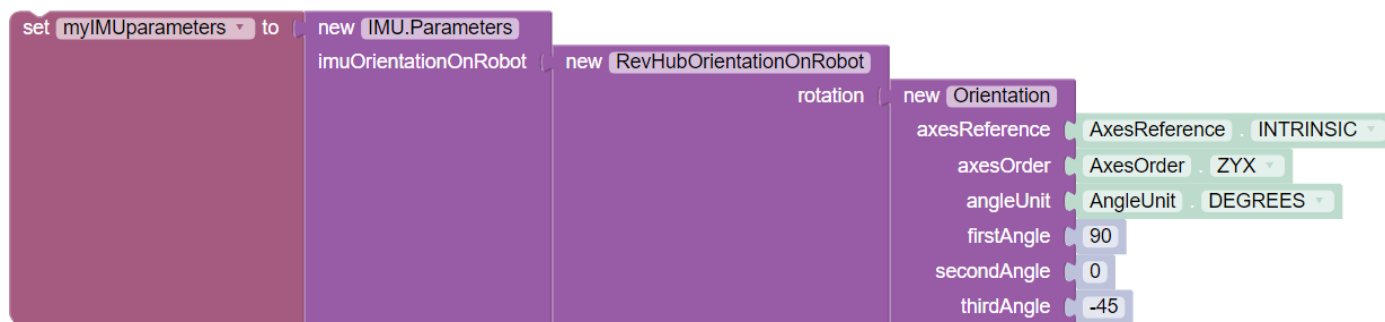 set myIMUparameters to new IMU.Parameters
imuOrientationOnRobot new RevHubOrientationOnRobot
rotation new Orientation
axesReference AxesReference . INTRINSIC
axesOrder AxesOrder . ZYX
angleUnit AngleUnit . DEGREES
firstAngle 90
secondAngle 0
thirdAngle -45